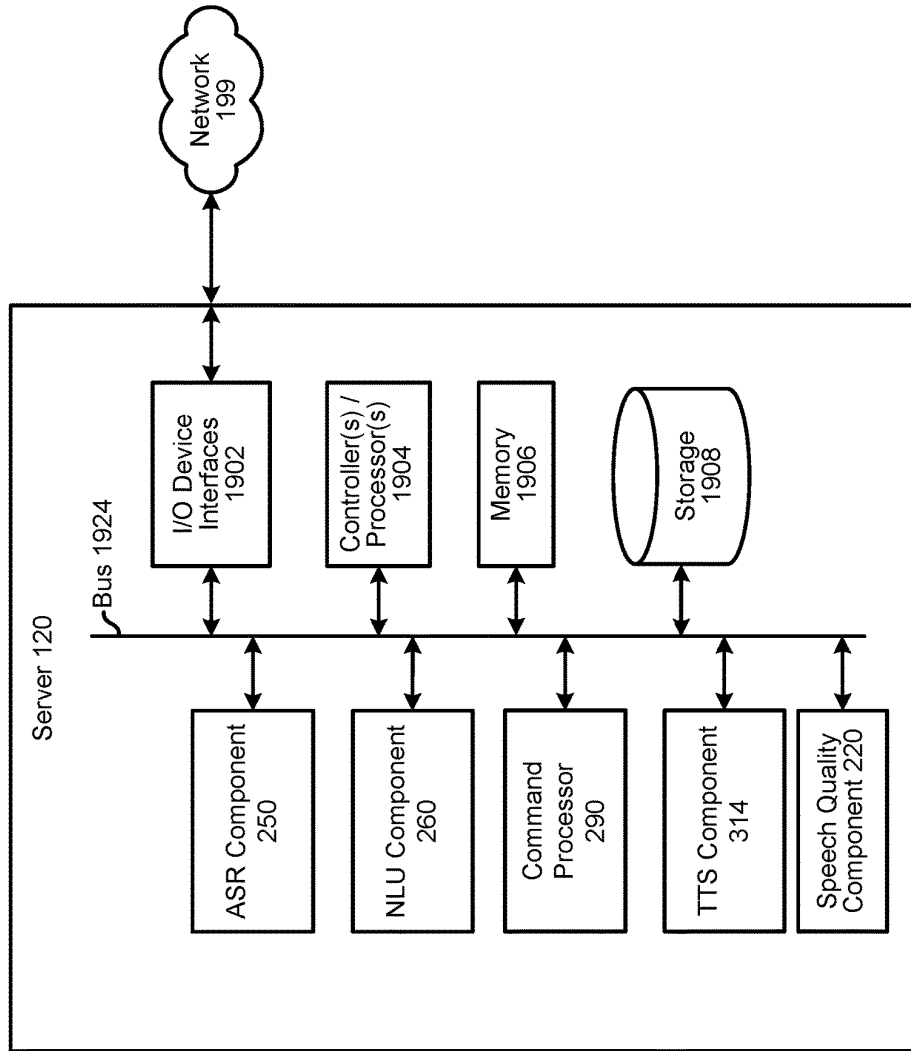 Server 120
Bus 1924
I/O Device
Interfaces
1902
Controller(s) /
Processor(s)
1904
Memory
1906
Storage
1908
ASR Component
250
NLU Component
260
Command
Processor
290
TTS Component
314
Speech Quality
Component 220
Network
199